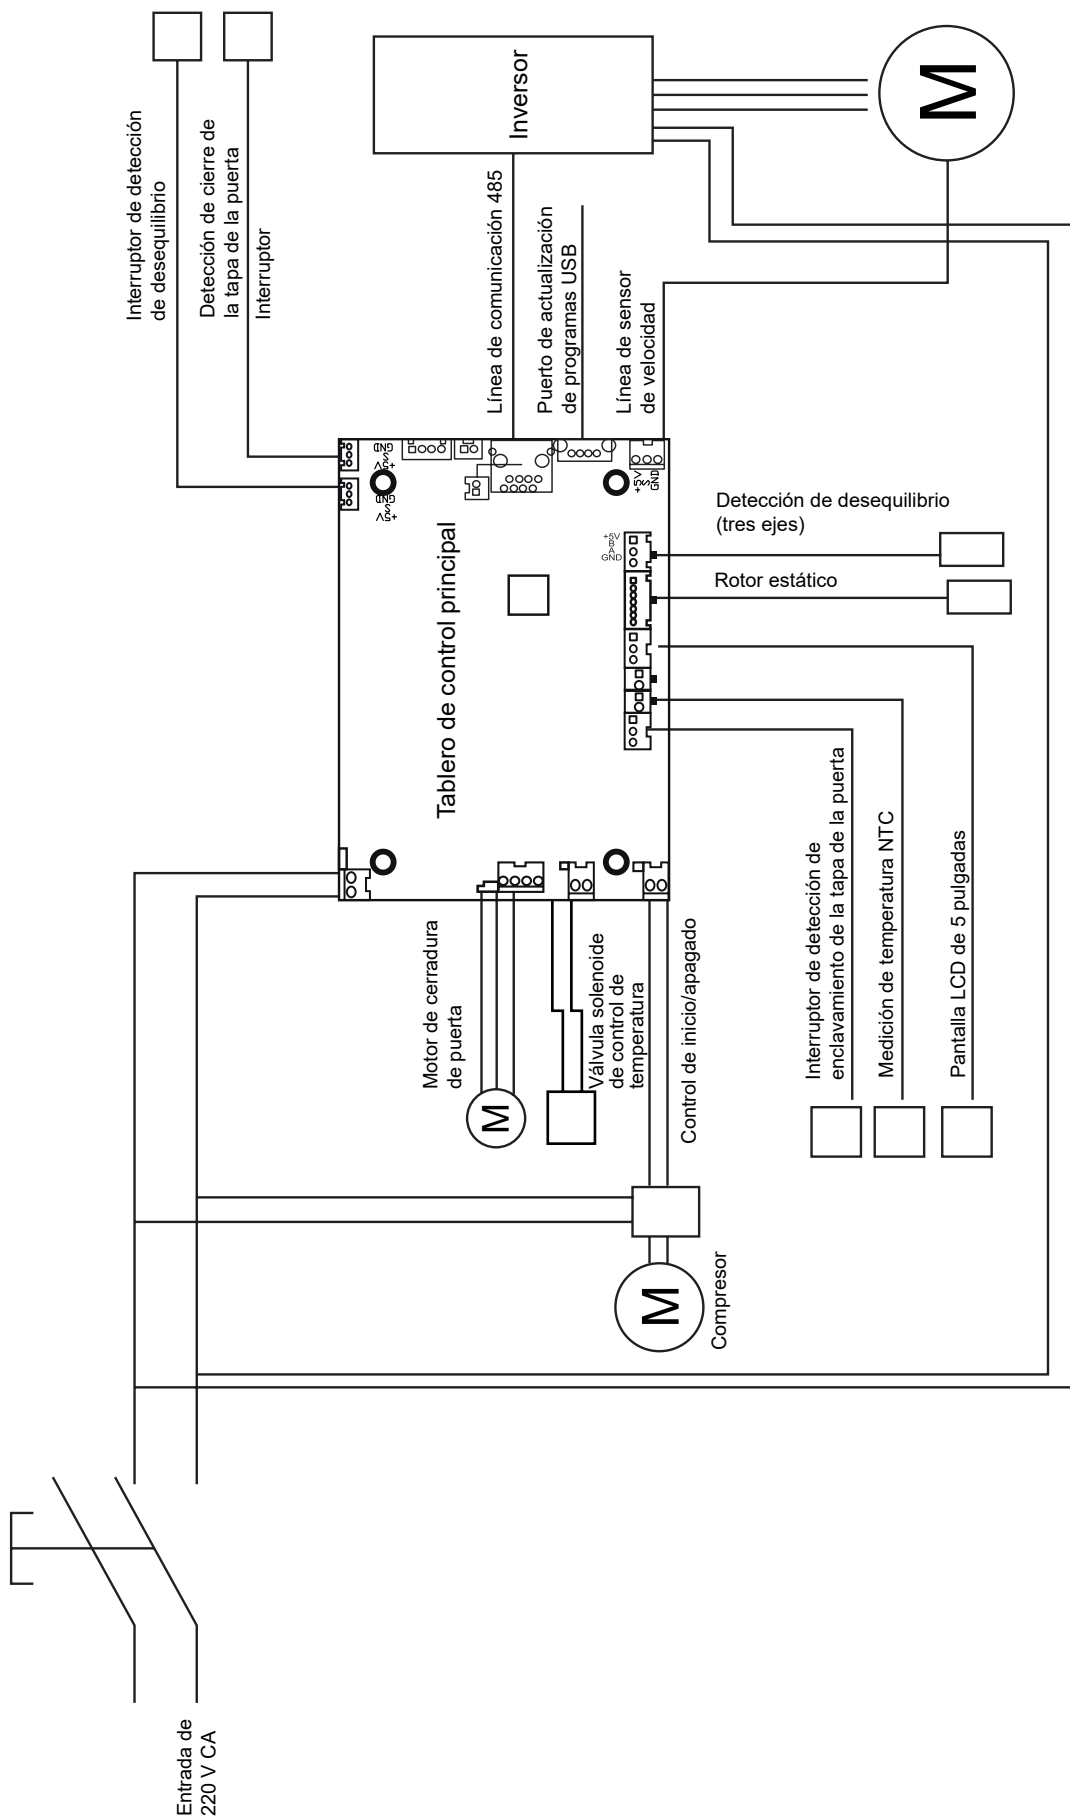 Interruptor de detección
de desequilibrio
Detección de cierre de
la tapa de la puerta
Interruptor
Inversor
M
Línea de comunicación 485
Puerto de actualización
de programas USB
Línea de sensor
de velocidad
+5V
S
GND
+5V
S
GND
+5V
S
GND
Tablero de control principal
+5V
B
A
GND
Detección de desequilibrio
(tres ejes)
Rotor estático
Motor de cerradura
de puerta
M
Válvula solenoide
de control de
temperatura
Control de inicio/apagado
Interruptor de detección de
enclavamiento de la tapa de la puerta
Medición de temperatura NTC
Pantalla LCD de 5 pulgadas
M
Compresor
Entrada de
220 V CA